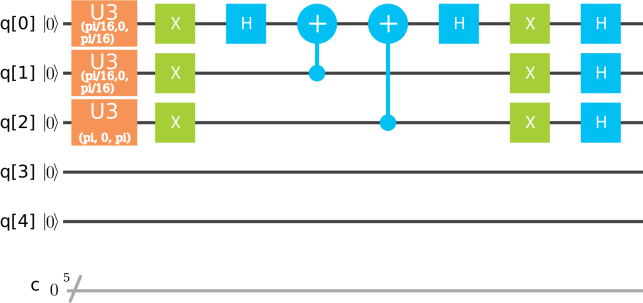 q[0] |0⟩ U3 (pi/16,0, pi/16) X H + + H X H
q[1] |0⟩ U3 (pi/16,0, pi/16) X X H
q[2] |0⟩ U3 (pi, 0, pi) X X H
q[3] |0⟩
q[4] |0⟩
c 0 5